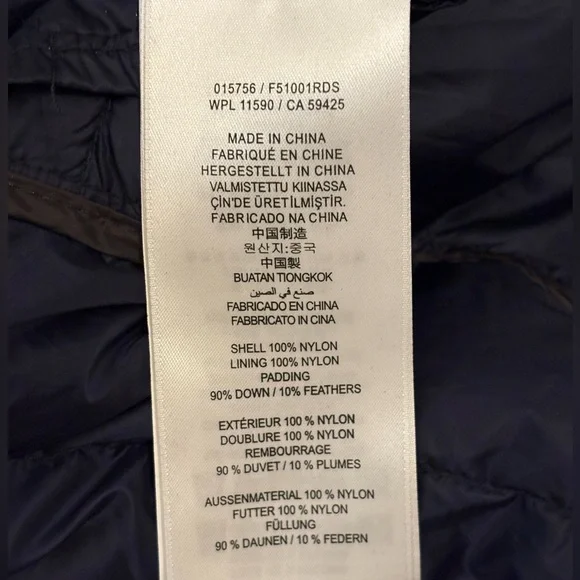 015756 / F51001RDS
WPL 11590 / CA 59425
MADE IN CHINA
FABRIQUÉ EN CHINE
HERGESTELLT IN CHINA
VALMISTETTU KIINASSA
ÇİN'DE ÜRETİLMİŞTİR.
FABRICADO NA CHINA
中国制造
원산지:중국
中国製
BUATAN TIONGKOK
صنع في الصين
FABRICADO EN CHINA
FABBRICATO IN CINA
SHELL 100% NYLON
LINING 100% NYLON
PADDING
90% DOWN / 10% FEATHERS
EXTÉRIEUR 100 % NYLON
DOUBLURE 100 % NYLON
REMBOURRAGE
90 % DUVET / 10 % PLUMES
AUSSENMATERIAL 100 % NYLON
FUTTER 100 % NYLON
FÜLLUNG
90 % DAUNEN / 10 % FEDERN